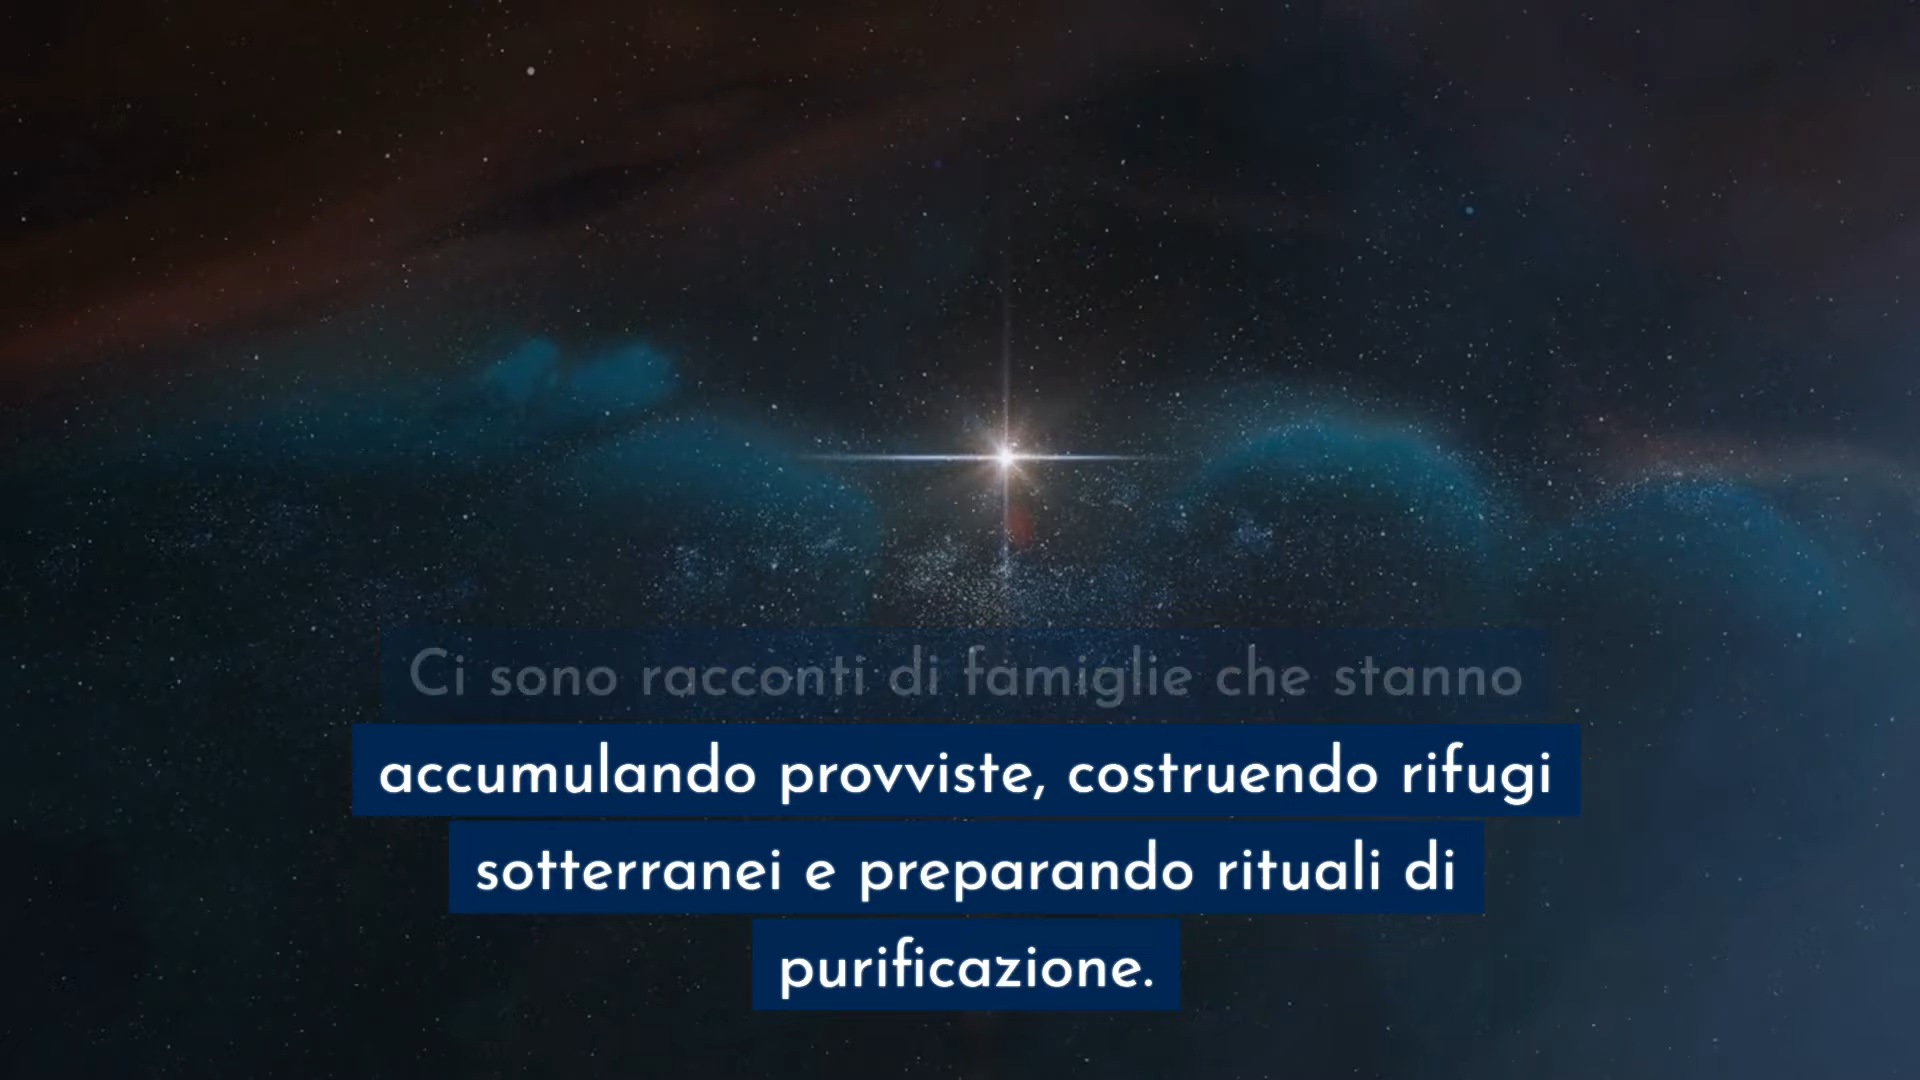 Ci sono racconti di famiglie che stanno
accumulando provviste, costruendo rifugi
sotterranei e preparando rituali di
purificazione.